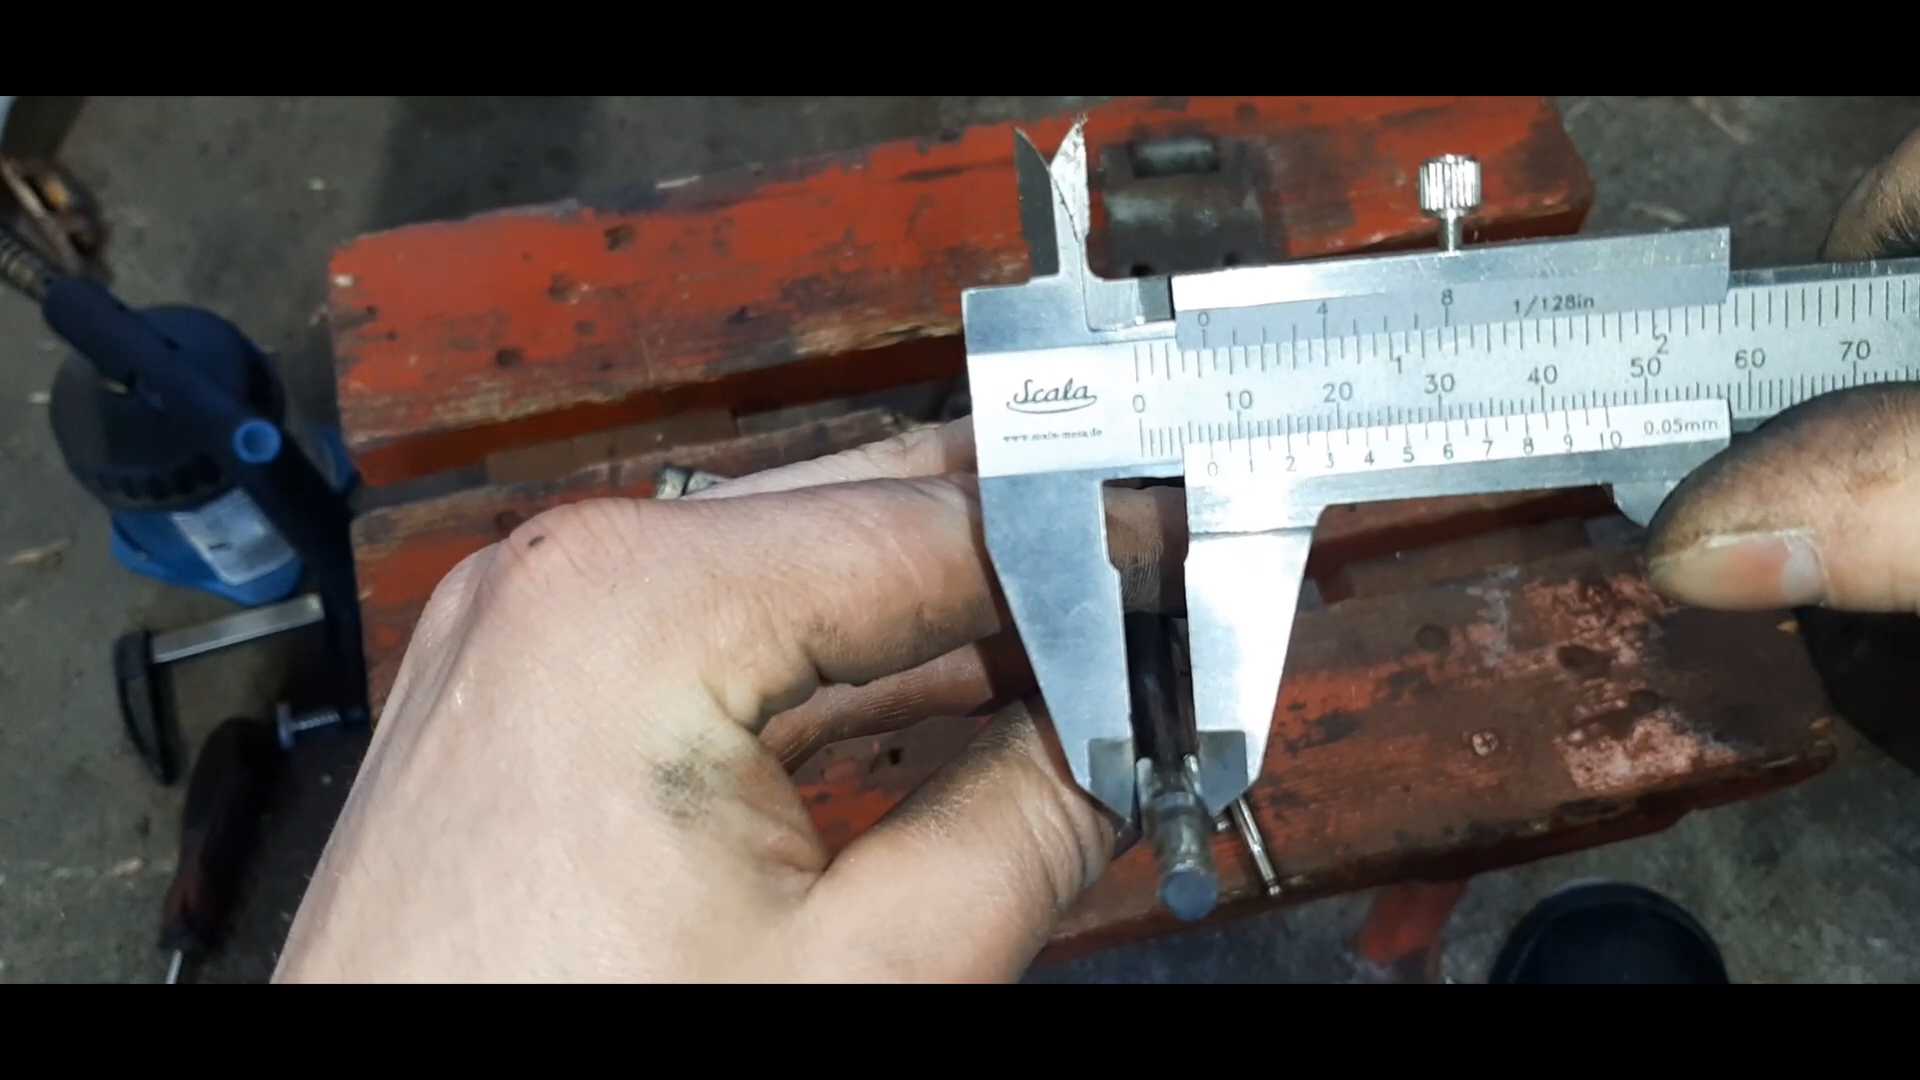 0 4 8 1/128in
1 2
0 10 20 30 40 50 60 70
Scala
www.scala-mess.de
0 1 2 3 4 5 6 7 8 9 10 0.05mm